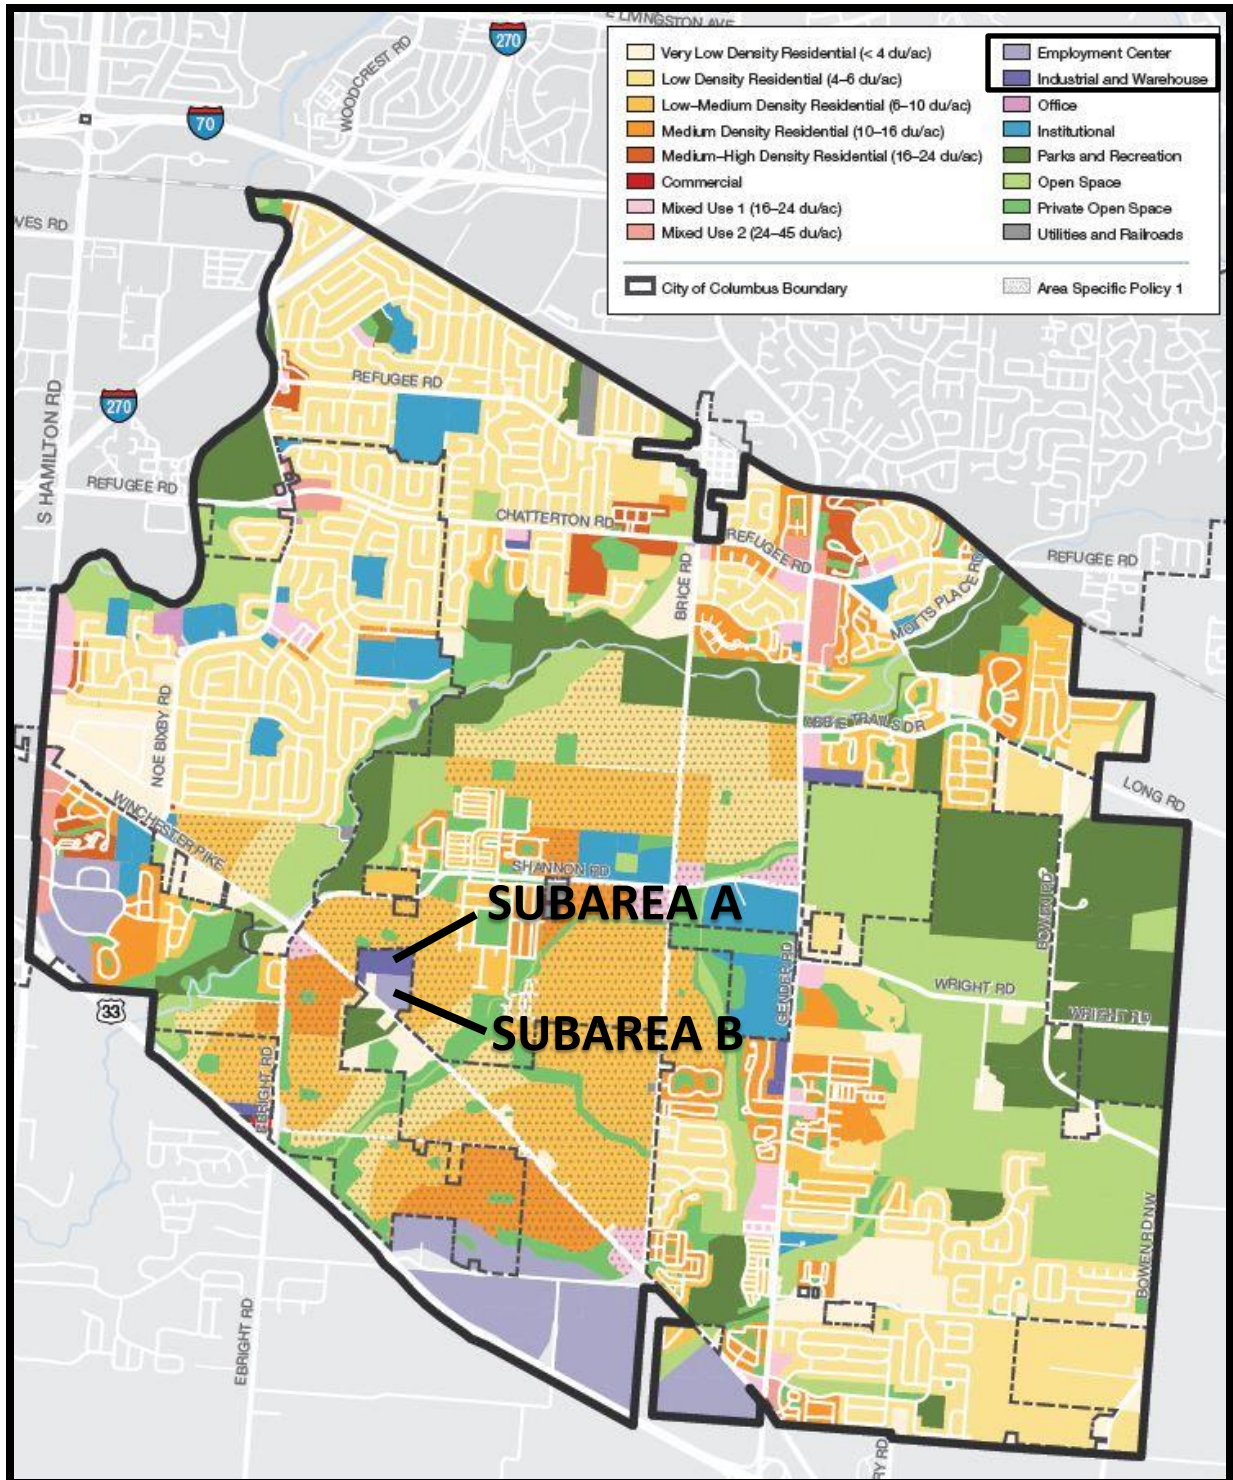 E LIVINGSTON AVE
270
WOODCREST RD
70
Very Low Density Residential (< 4 du/ac)
Low Density Residential (4–6 du/ac)
Low–Medium Density Residential (6–10 du/ac)
Medium Density Residential (10–16 du/ac)
Medium–High Density Residential (16–24 du/ac)
Commercial
Mixed Use 1 (16–24 du/ac)
Mixed Use 2 (24–45 du/ac)
Employment Center
Industrial and Warehouse
Office
Institutional
Parks and Recreation
Open Space
Private Open Space
Utilities and Railroads
City of Columbus Boundary
Area Specific Policy 1
VES RD
REFUGEE RD
270
S HAMILTON RD
REFUGEE RD
CHATTERTON RD
REFUGEE RD
REFUGEE RD
BRICE RD
MOTTS PLACE RD
NOE BIXBY RD
TRAILS DR
LONG RD
WINCHESTER PIKE
SHANNON RD
SUBAREA A
BOWEN RD
GENDER RD
WRIGHT RD
WRIGHT RD
33
SUBAREA B
EBRIGHT RD
BOWEN RD NW
EBRIGHT RD
RY RD